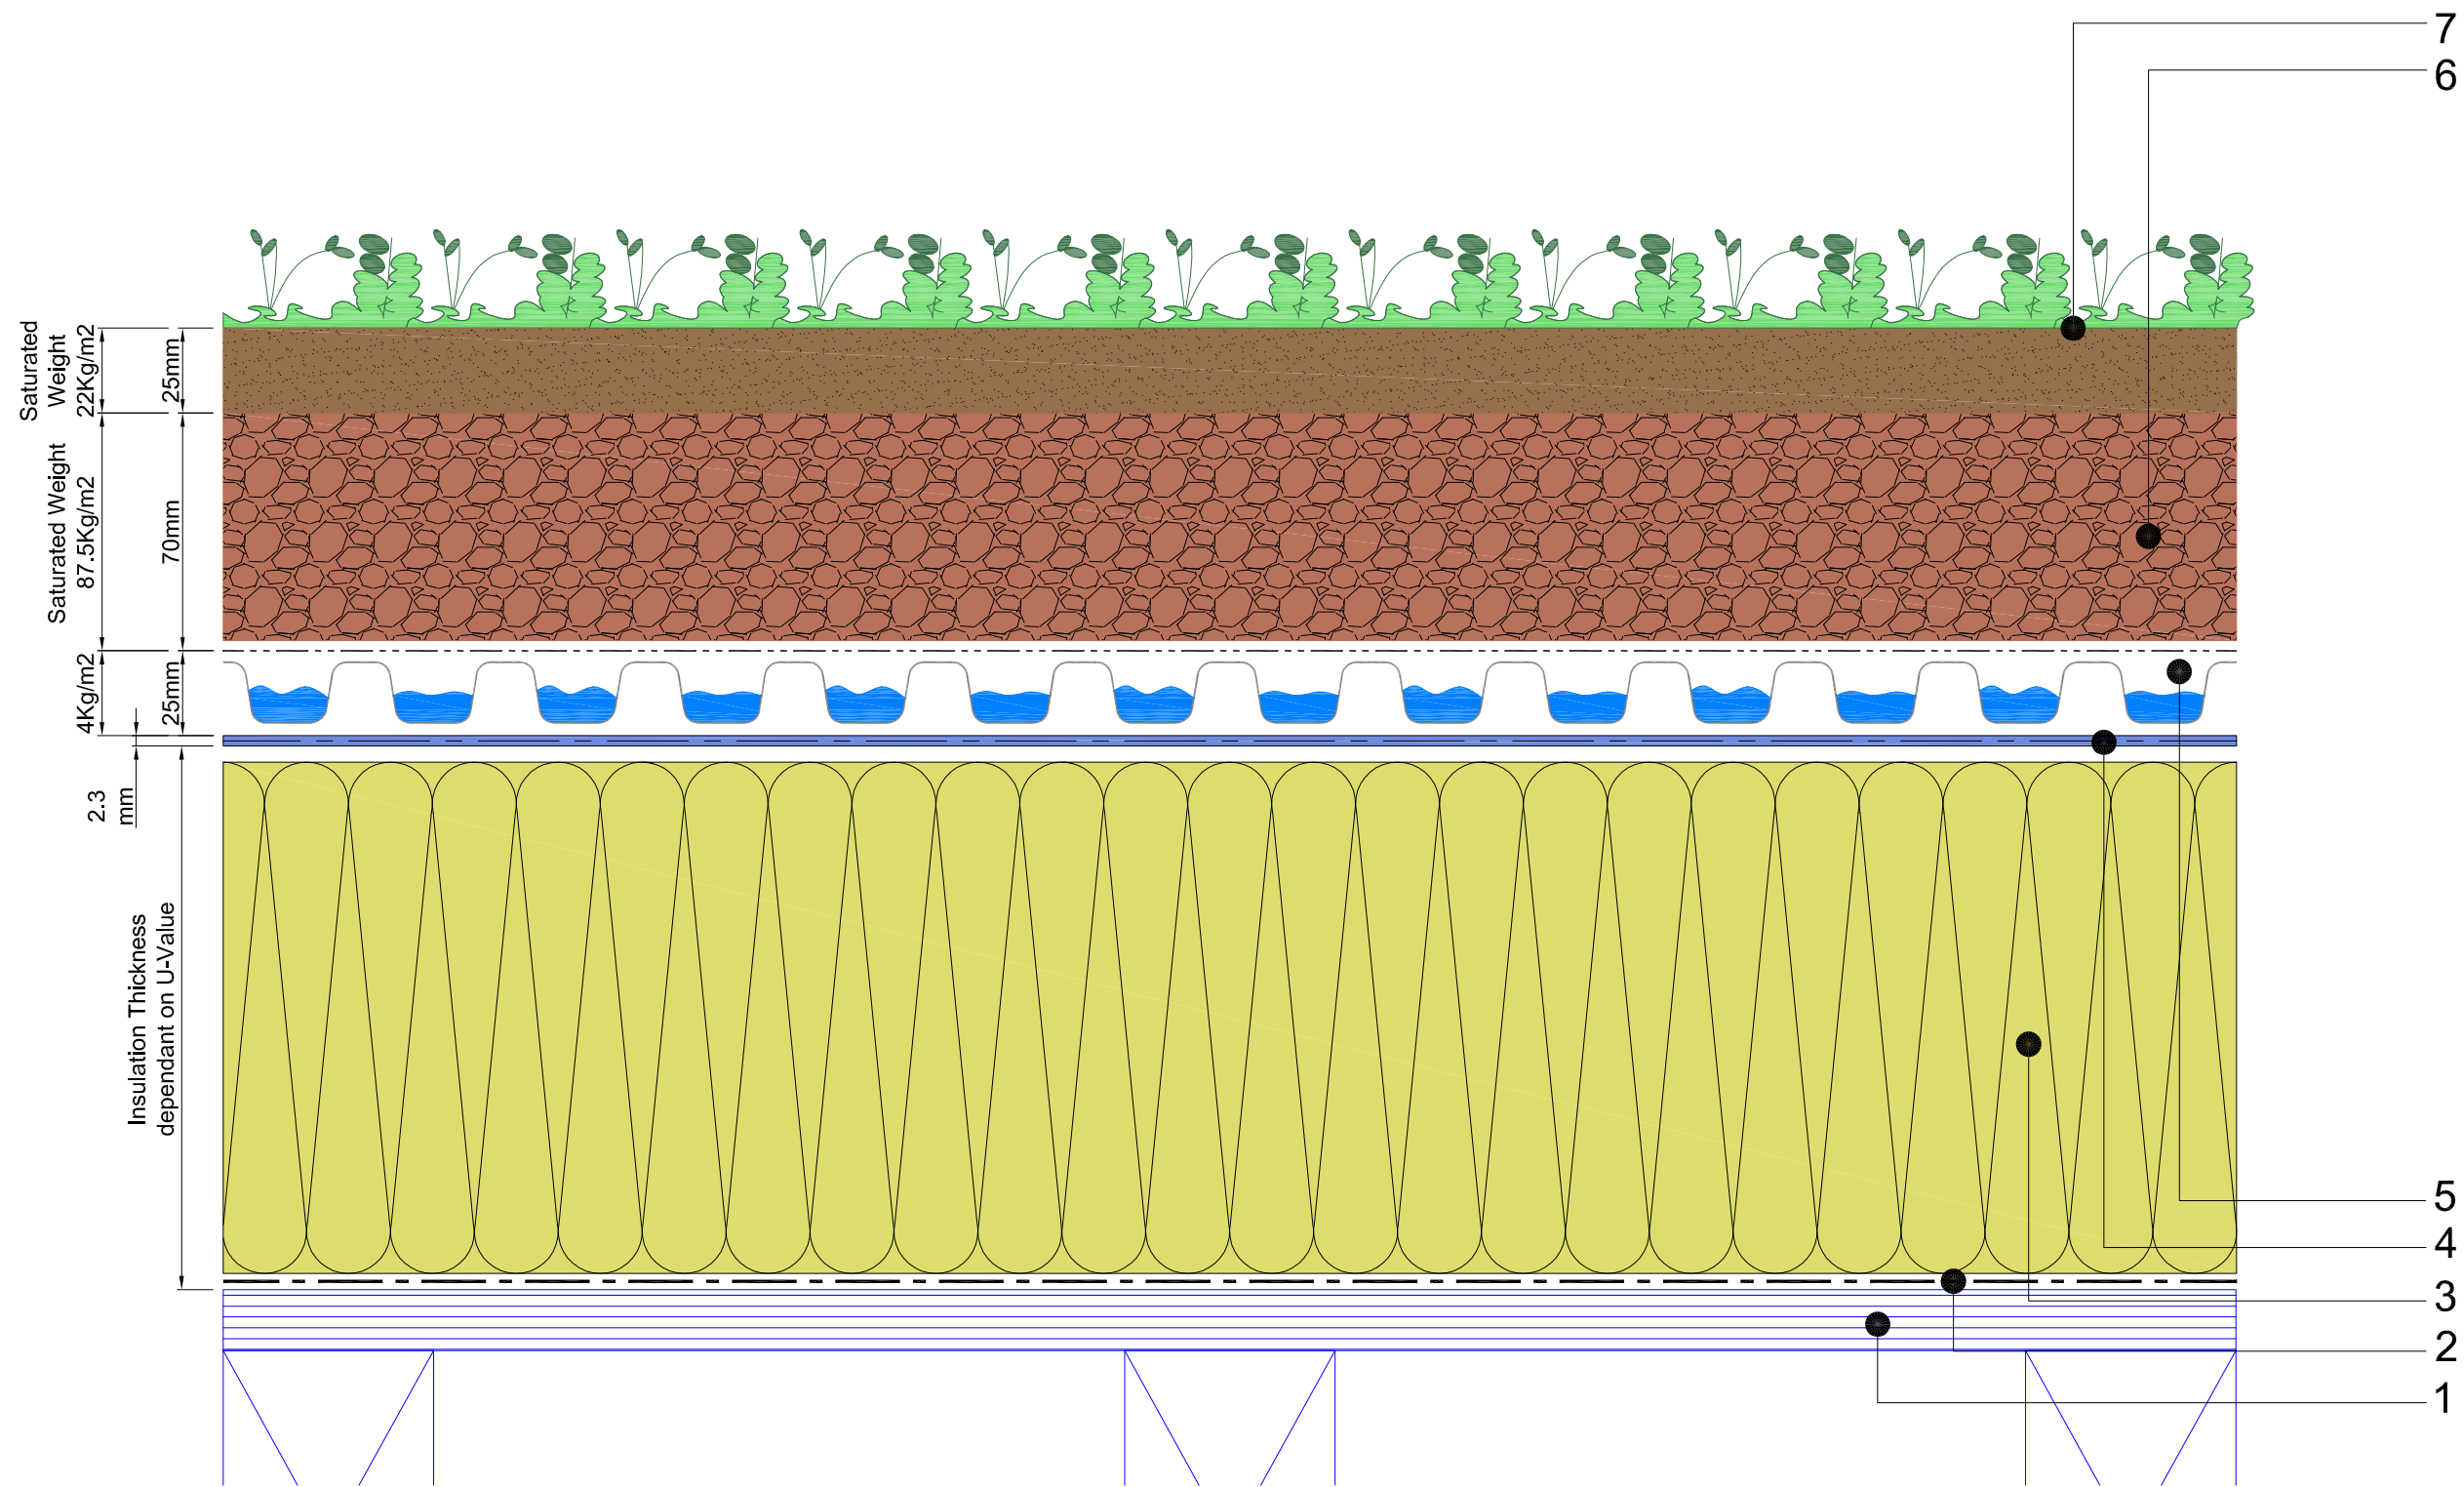 7
6
Saturated
Weight
22Kg/m2
25mm
Saturated Weight
87.5Kg/m2
70mm
4Kg/m2
25mm
2.3
mm
Insulation Thickness
dependant on U-Value
5
4
3
2
1